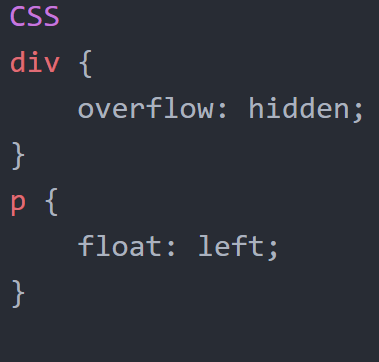 CSS
div {
    overflow: hidden;
}
p {
    float: left;
}